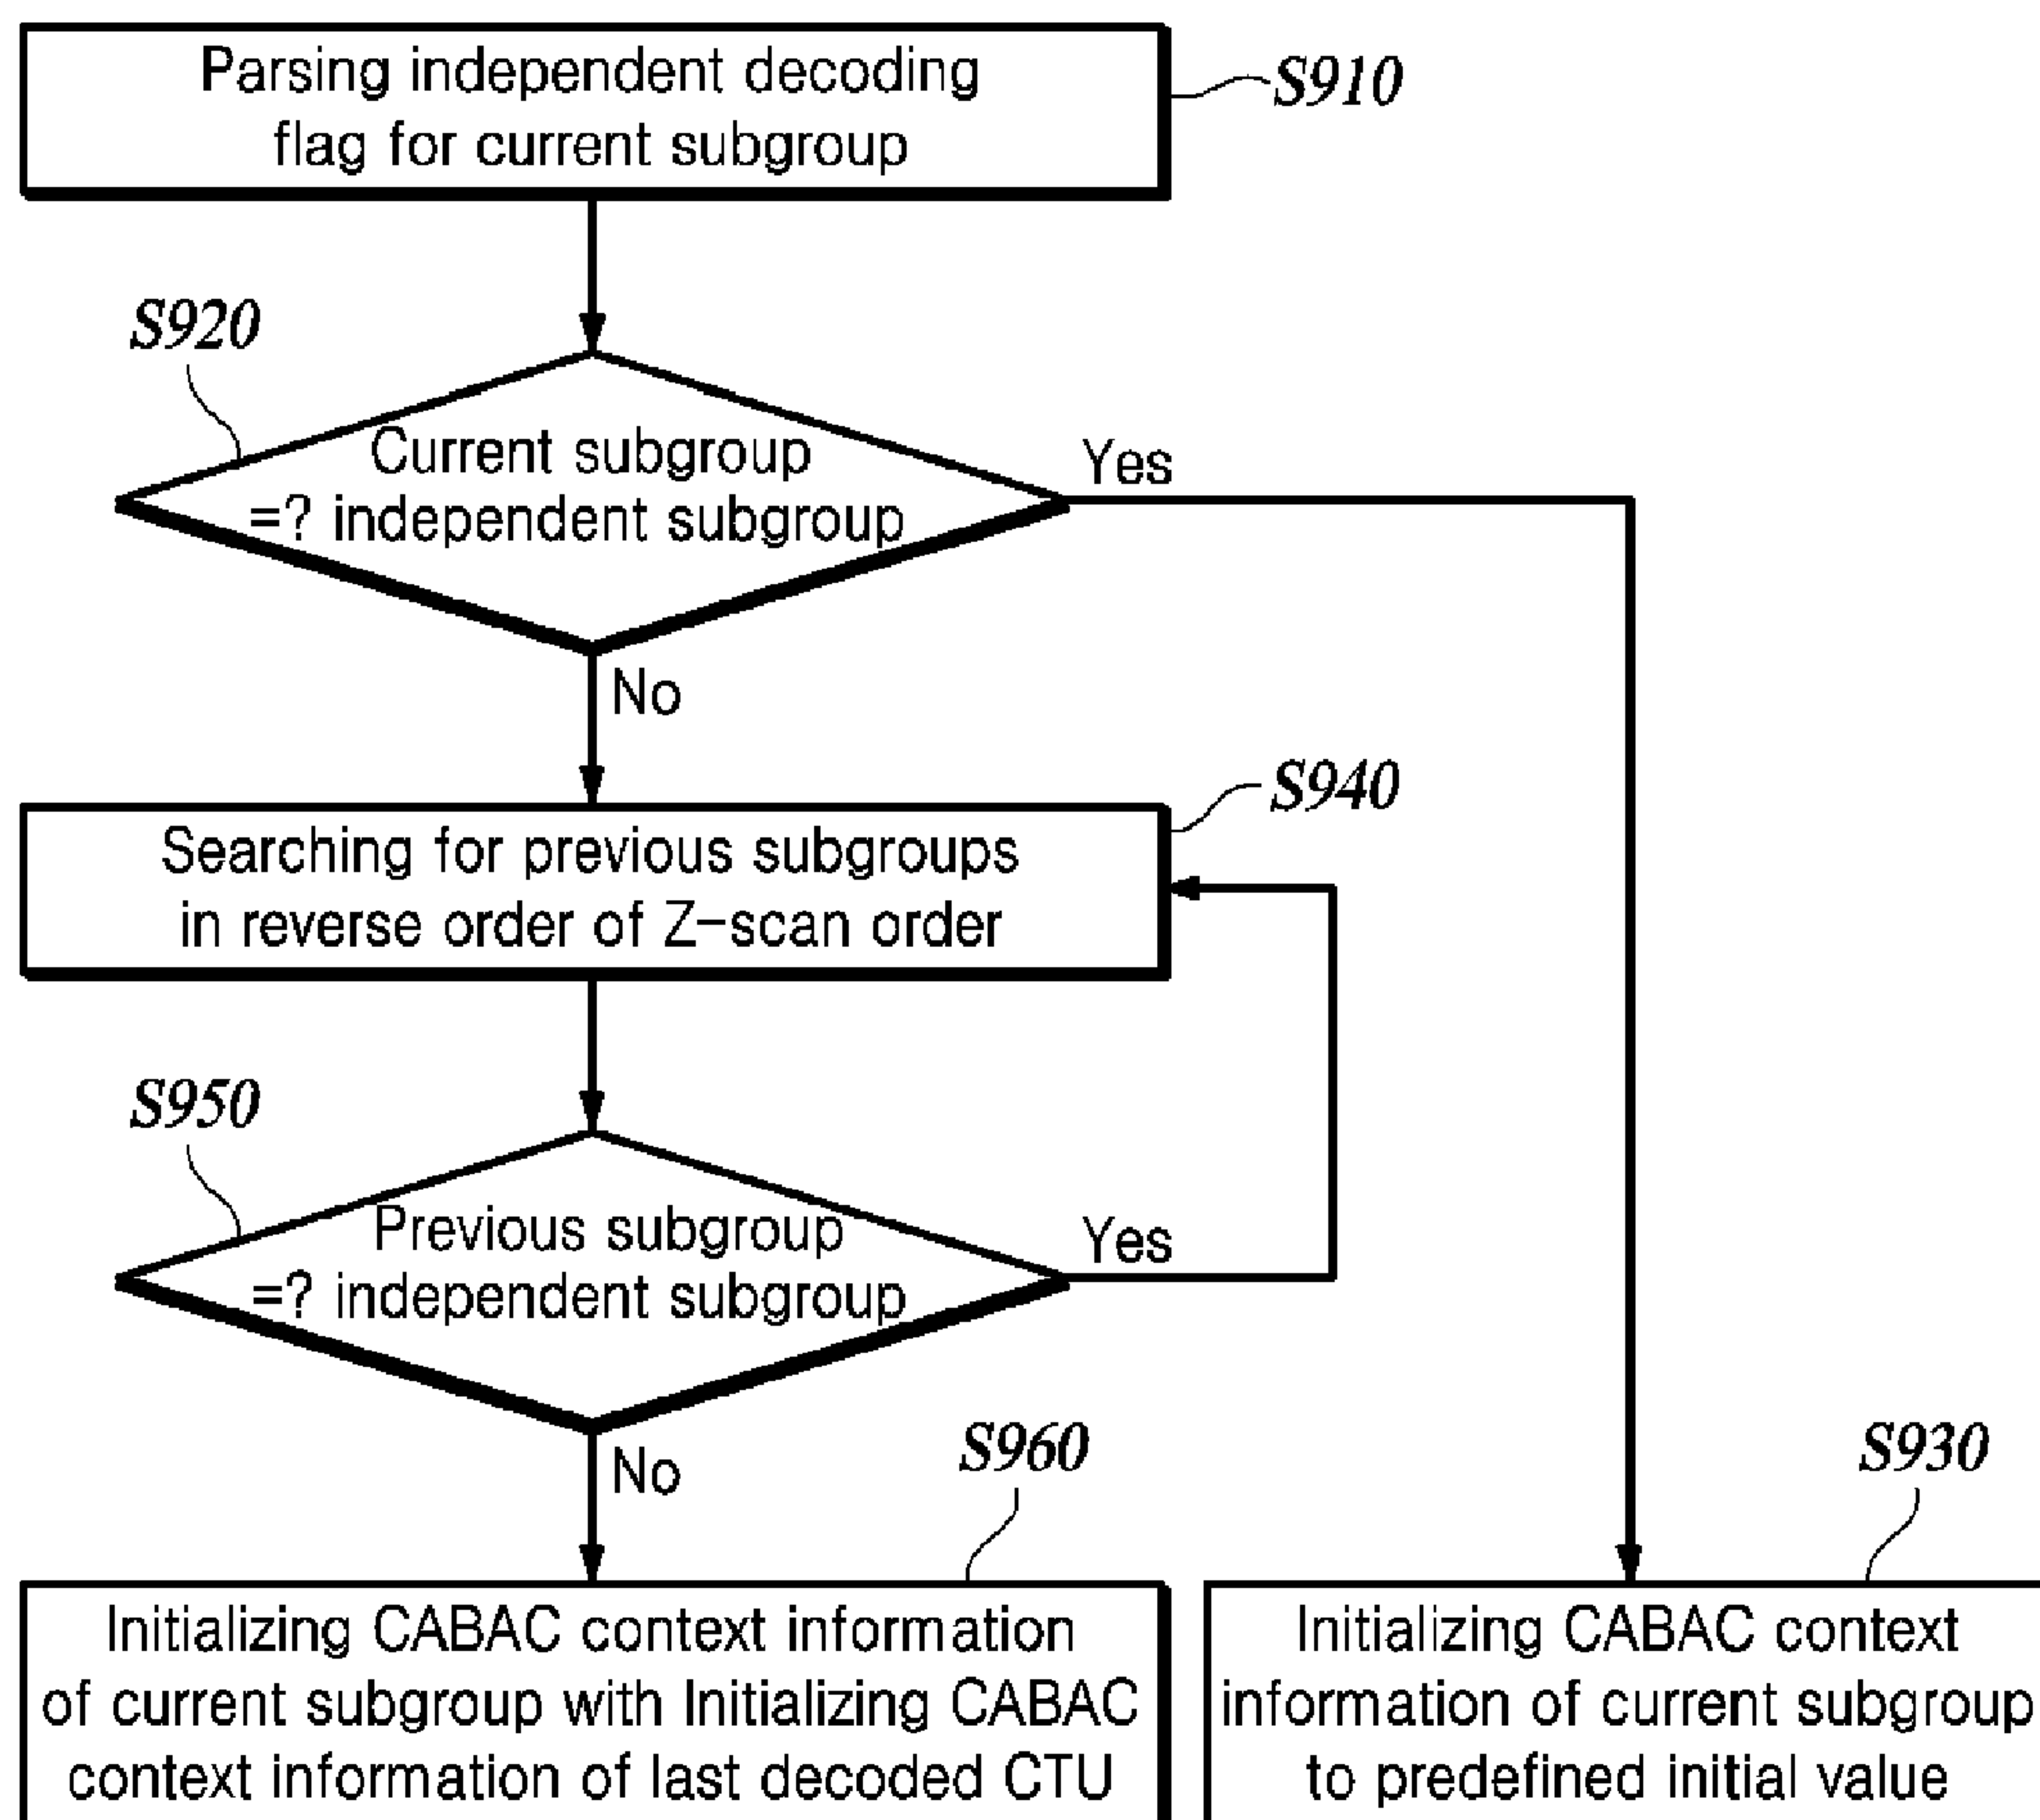 Parsing independent decoding
flag for current subgroup
S910
S920
Current subgroup
=? independent subgroup
Yes
No
S940
Searching for previous subgroups
in reverse order of Z-scan order
S950
Previous subgroup
=? independent subgroup
Yes
No
S960
Initializing CABAC context information
of current subgroup with Initializing CABAC
context information of last decoded CTU
S930
Initializing CABAC context
information of current subgroup
to predefined initial value